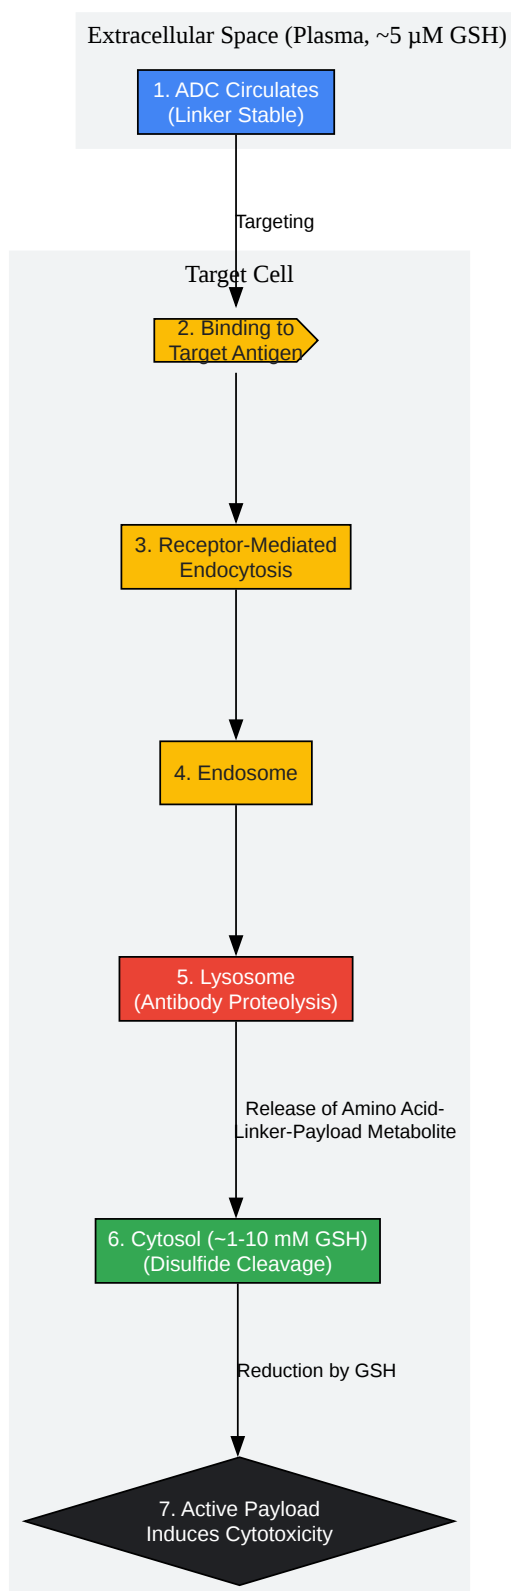 Extracellular Space (Plasma, ~5 µM GSH)
1. ADC Circulates
(Linker Stable)
Targeting
Target Cell
2. Binding to
Target Antigen
3. Receptor-Mediated
Endocytosis
4. Endosome
5. Lysosome
(Antibody Proteolysis)
Release of Amino Acid-
Linker-Payload Metabolite
6. Cytosol (~1-10 mM GSH)
(Disulfide Cleavage)
Reduction by GSH
7. Active Payload
Induces Cytotoxicity